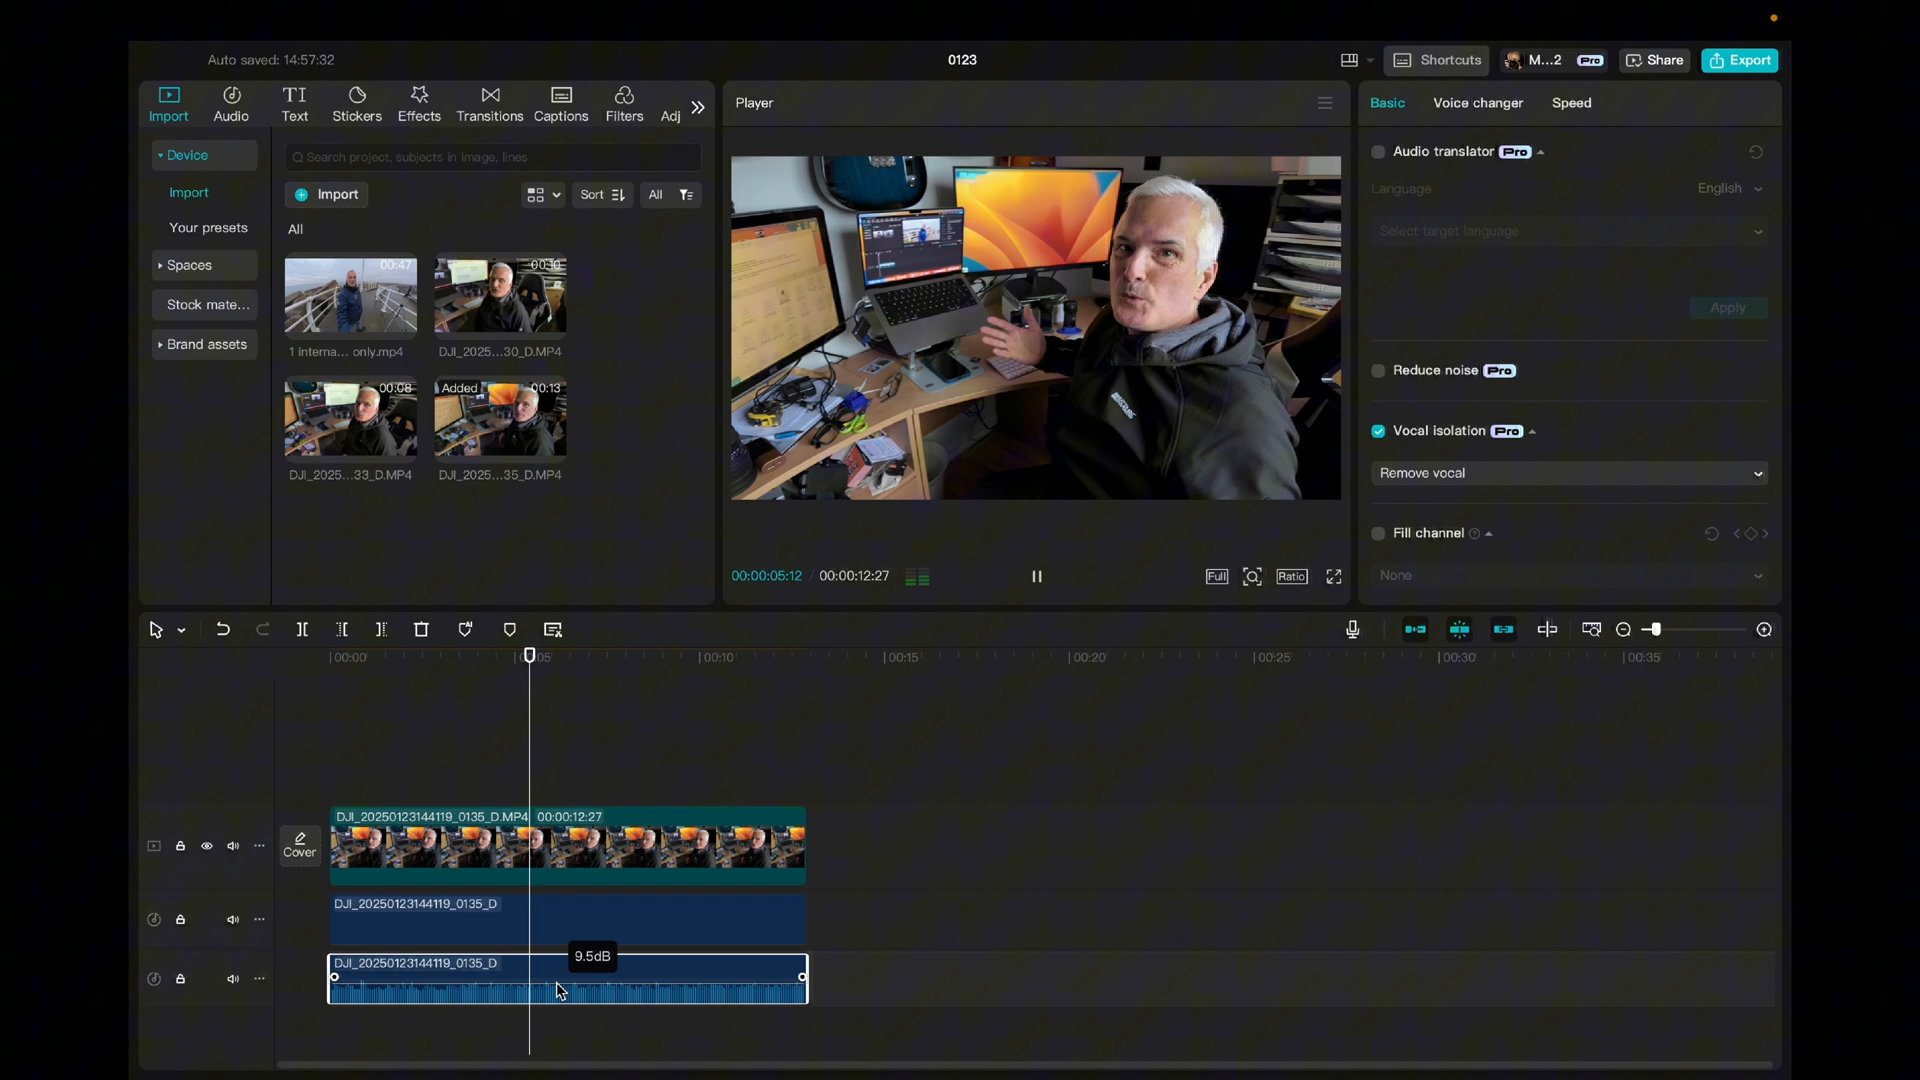 Auto saved: 14:57:32
0123
Shortcuts
M...2
Pro
Share
Export
Import
Audio
Text
Stickers
Effects
Transitions
Captions
Filters
Adj
Player
Basic
Voice changer
Speed
Device
Import
Your presets
Spaces
Stock mate...
Brand assets
Search project, subjects in image, lines
Import
Sort
All
All
00:47
00:10
1 interna... only.mp4
DJI_2025...30_D.MP4
00:08
Added
00:13
DJI_2025...33_D.MP4
DJI_2025...35_D.MP4
00:00:05:12 / 00:00:12:27
Full
Ratio
Audio translator Pro
Language
English
Select target language
Apply
Reduce noise Pro
Vocal isolation Pro
Remove vocal
Fill channel
None
00:00
00:05
00:10
00:15
00:20
00:25
00:30
00:35
Cover
DJI_20250123144119_0135_D.MP4 00:00:12:27
DJI_20250123144119_0135_D
9.5dB
DJI_20250123144119_0135_D